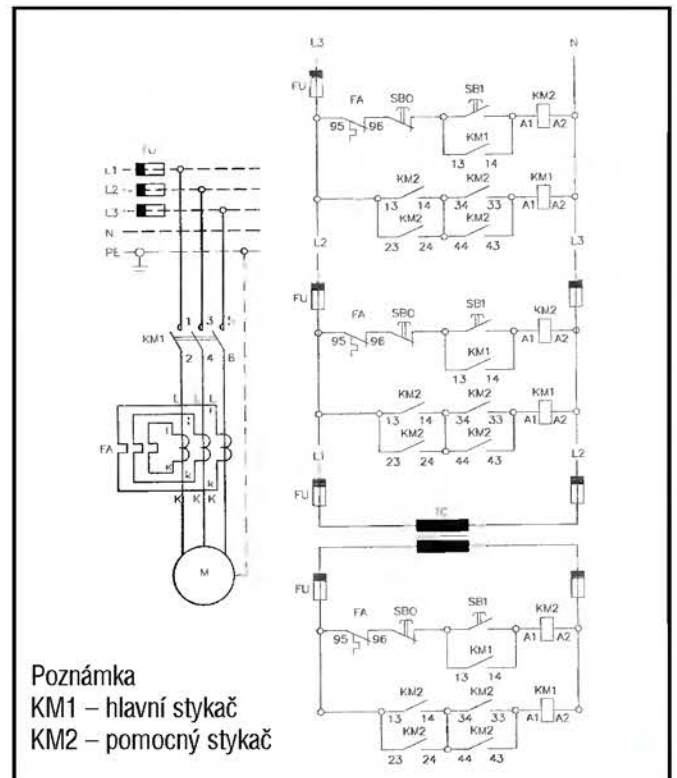 L3 N
FU
FA SB0 SB1 KM2
95 96 A1 A2
KM1
13 14
KM2 KM2 KM1
13 14 34 33 A1 A2
KM2 KM2
23 24 44 43
L2 L3
FU
FA SB0 SB1 KM2
95 96 A1 A2
KM1
13 14
KM2 KM2 KM1
13 14 34 33 A1 A2
KM2 KM2
23 24 44 43
L1 L2
FU
TC
FU
FA SB0 SB1 KM2
95 96 A1 A2
KM1
13 14
KM2 KM2 KM1
13 14 34 33 A1 A2
KM2 KM2
23 24 44 43
FU
L1
L2
L3
N
PE
1 3 5
KM1
2 4 6
L L L
l l l
FA
k k k
K K K
M
Poznámka
KM1 – hlavní stykač
KM2 – pomocný stykač